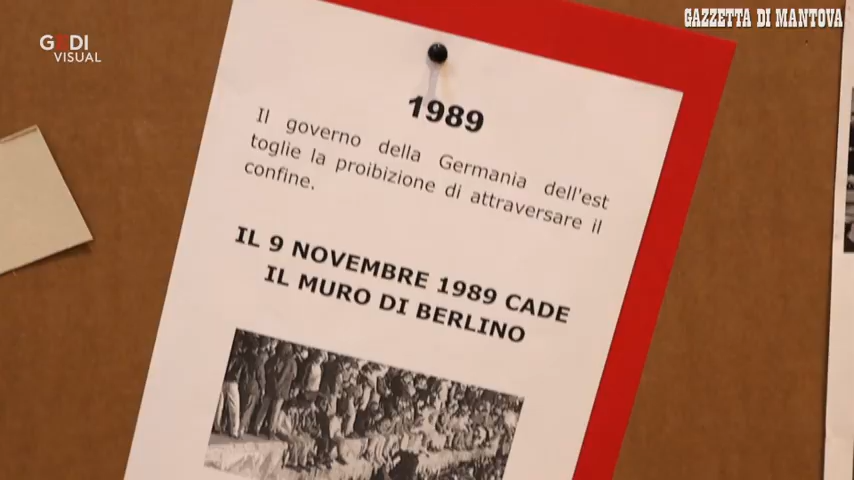 GEDI
VISUAL
GAZZETTA DI MANTOVA
1989
Il governo della Germania dell'est
toglie la proibizione di attraversare il
confine.
IL 9 NOVEMBRE 1989 CADE
IL MURO DI BERLINO